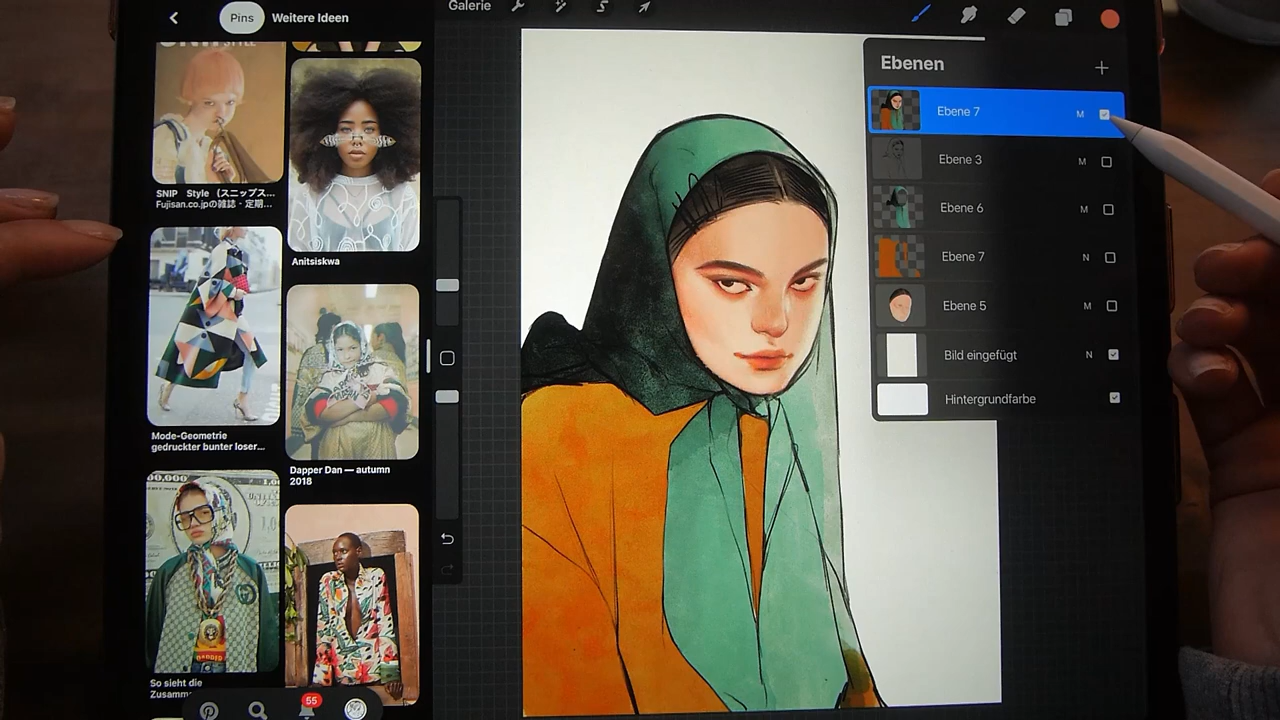 Pins
Weitere Ideen
SNIP Style (スニップス...
Fujisan.co.jpの雑誌・定期...
Anitsiskwa
Mode-Geometrie
gedruckter bunter loser...
Dapper Dan — autumn
2018
So sieht die
55
Galerie
Ebenen
Ebene 7 M
Ebene 3 M
Ebene 6 M
Ebene 7 N
Ebene 5 M
Bild eingefügt N
Hintergrundfarbe